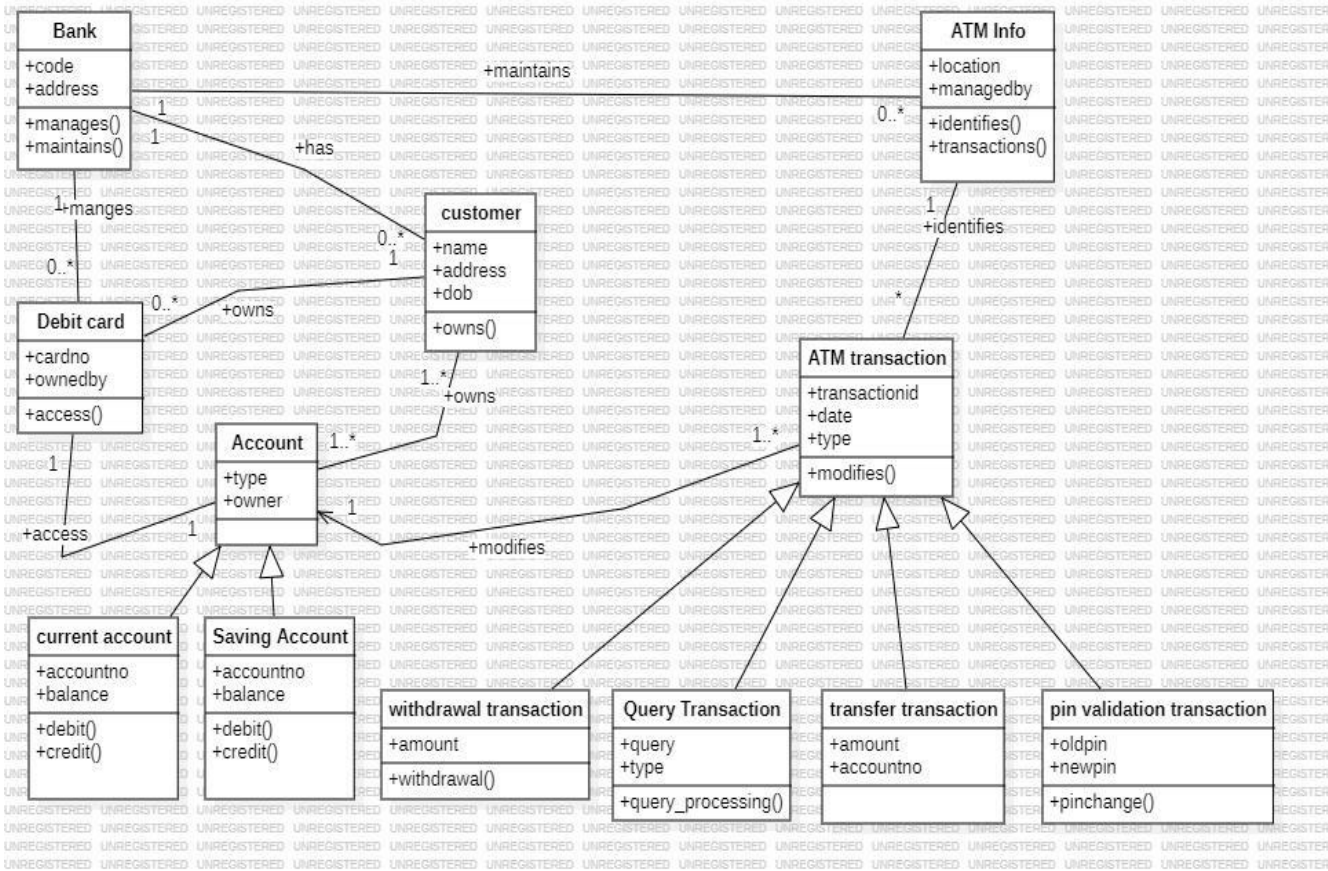 Bank
+code
+address
+manages()
+maintains()
ATM Info
+location
+managedby
+identifies()
+transactions()
+maintains
1
0..*
1
+has
0..*
1
+manges
0..*
customer
+name
+address
+dob
+owns()
1
+owns
0..*
1
+identifies
*
Debit card
+cardno
+ownedby
+access()
ATM transaction
+transactionid
+date
+type
+modifies()
1..*
+owns
1..*
Account
+type
+owner
1
+access
1
1..*
+modifies
1
current account
+accountno
+balance
+debit()
+credit()
Saving Account
+accountno
+balance
+debit()
+credit()
withdrawal transaction
+amount
+withdrawal()
Query Transaction
+query
+type
+query_processing()
transfer transaction
+amount
+accountno
pin validation transaction
+oldpin
+newpin
+pinchange()
UNREGISTERED